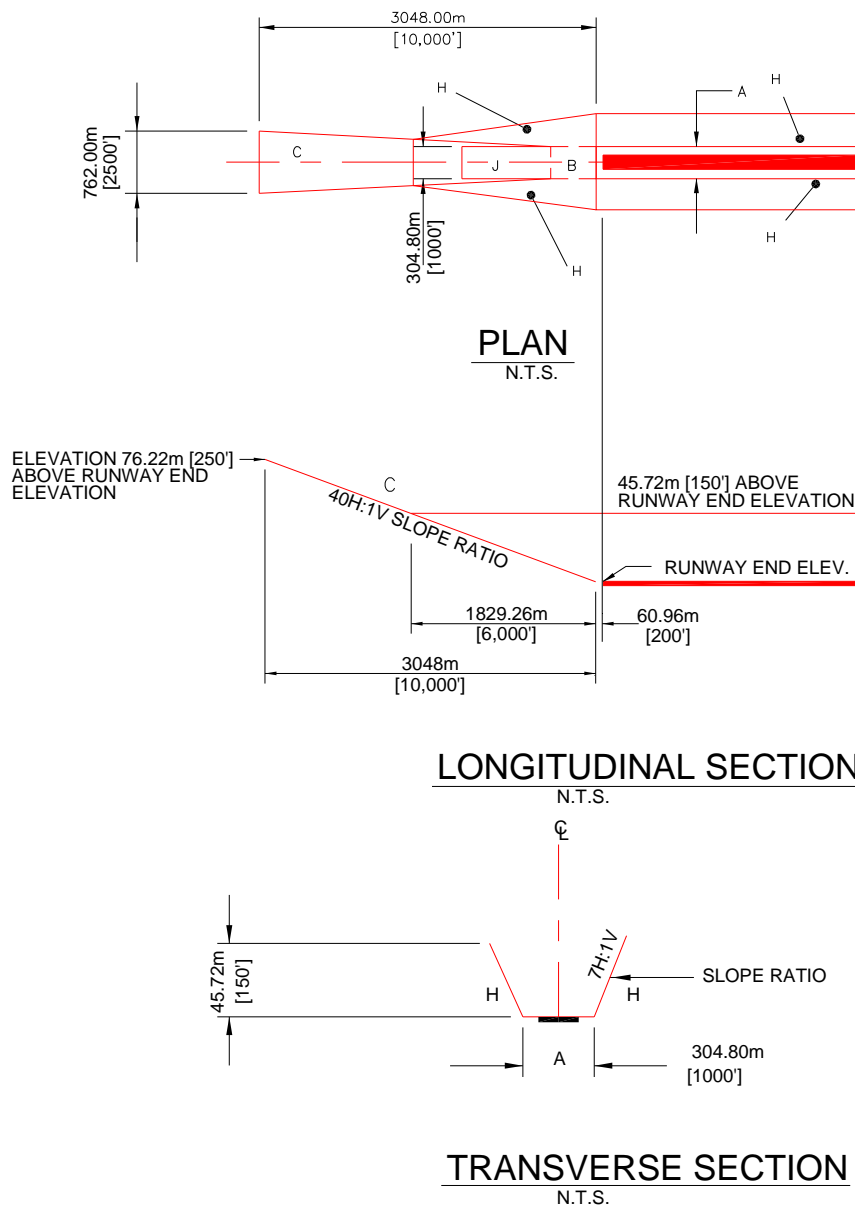 3048.00m
[10,000']
H
H
A
C
J
B
762.00m
[2500']
304.80m
[1000']
H
H
PLAN
N.T.S.
ELEVATION 76.22m [250']
ABOVE RUNWAY END
ELEVATION
C
40H:1V SLOPE RATIO
45.72m [150'] ABOVE
RUNWAY END ELEVATION
RUNWAY END ELEV.
1829.26m
[6,000']
60.96m
[200']
3048m
[10,000']
LONGITUDINAL SECTION
N.T.S.
CL
45.72m
[150']
H
7H:1V
H
SLOPE RATIO
A
304.80m
[1000']
TRANSVERSE SECTION
N.T.S.